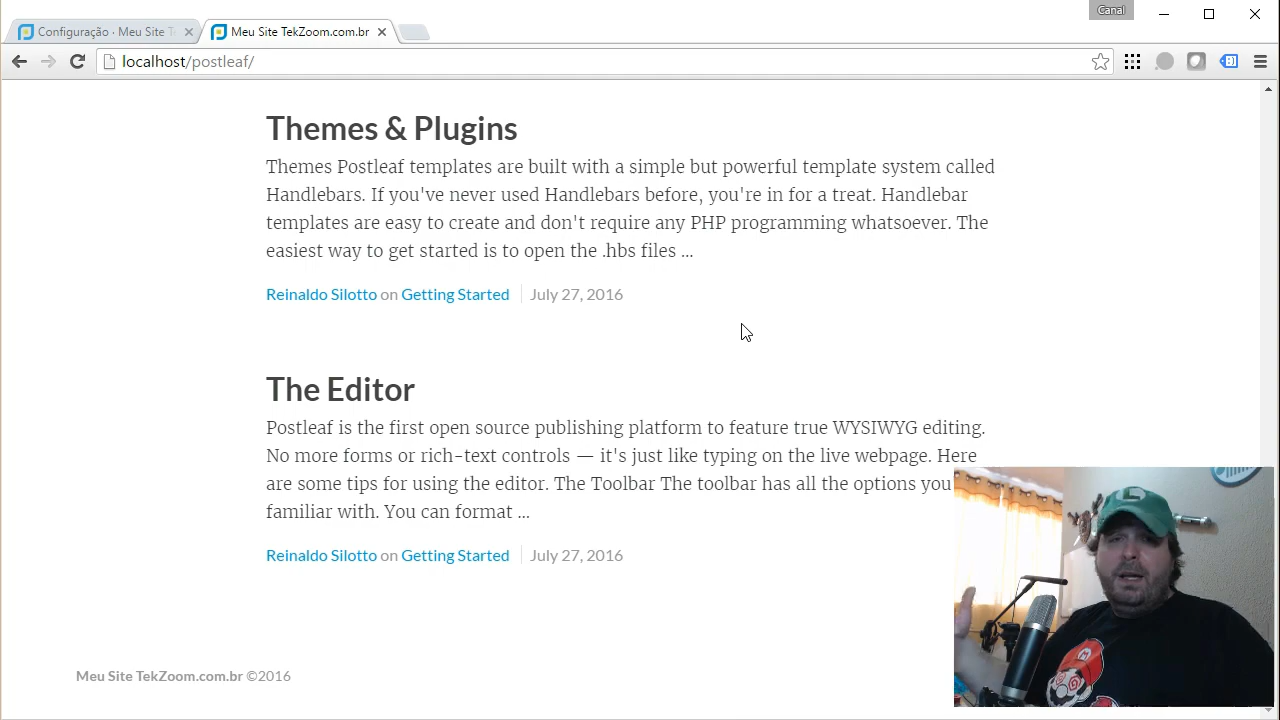 Canal
Configuração · Meu Site T
Meu Site TekZoom.com.br
localhost/postleaf/
Themes & Plugins
Themes Postleaf templates are built with a simple but powerful template system called
Handlebars. If you've never used Handlebars before, you're in for a treat. Handlebar
templates are easy to create and don't require any PHP programming whatsoever. The
easiest way to get started is to open the .hbs files ...
Reinaldo Silotto on Getting Started July 27, 2016
The Editor
Postleaf is the first open source publishing platform to feature true WYSIWYG editing.
No more forms or rich-text controls — it's just like typing on the live webpage. Here
are some tips for using the editor. The Toolbar The toolbar has all the options you
familiar with. You can format ...
Reinaldo Silotto on Getting Started July 27, 2016
Meu Site TekZoom.com.br ©2016
L